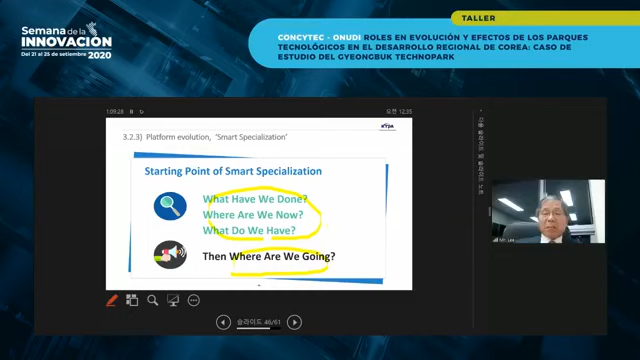 Semana de la
INNOVACIÓN
Del 21 al 25 de setiembre 2020
TALLER
CONCYTEC - ONUDI ROLES EN EVOLUCIÓN Y EFECTOS DE LOS PARQUES
TECNOLÓGICOS EN EL DESARROLLO REGIONAL DE COREA: CASO DE
ESTUDIO DEL GYEONGBUK TECHNOPARK
1:09:28
오전 12:35
3.2.3) Platform evolution, 'Smart Specialization'
Starting Point of Smart Specialization
What Have We Done?
Where Are We Now?
What Do We Have?
Then Where Are We Going?
슬라이드 46/61
Mr. Lee